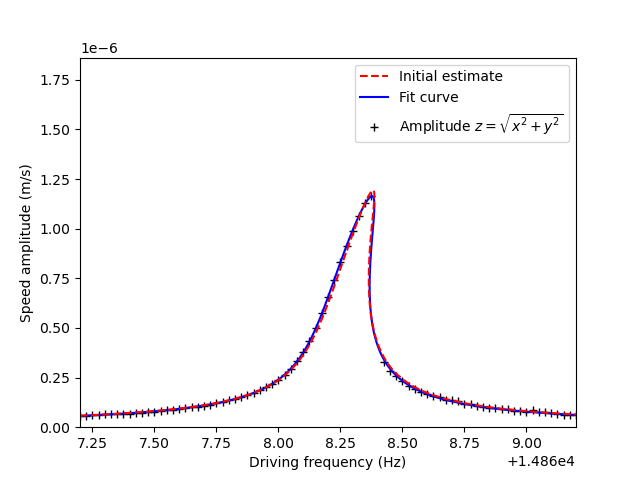 1e−6
1.75
1.50
1.25
1.00
0.75
0.50
0.25
0.00
Speed amplitude (m/s)
Initial estimate
Fit curve
Amplitude z = √x² + y²
7.25 7.50 7.75 8.00 8.25 8.50 8.75 9.00
Driving frequency (Hz)
+1.486e4